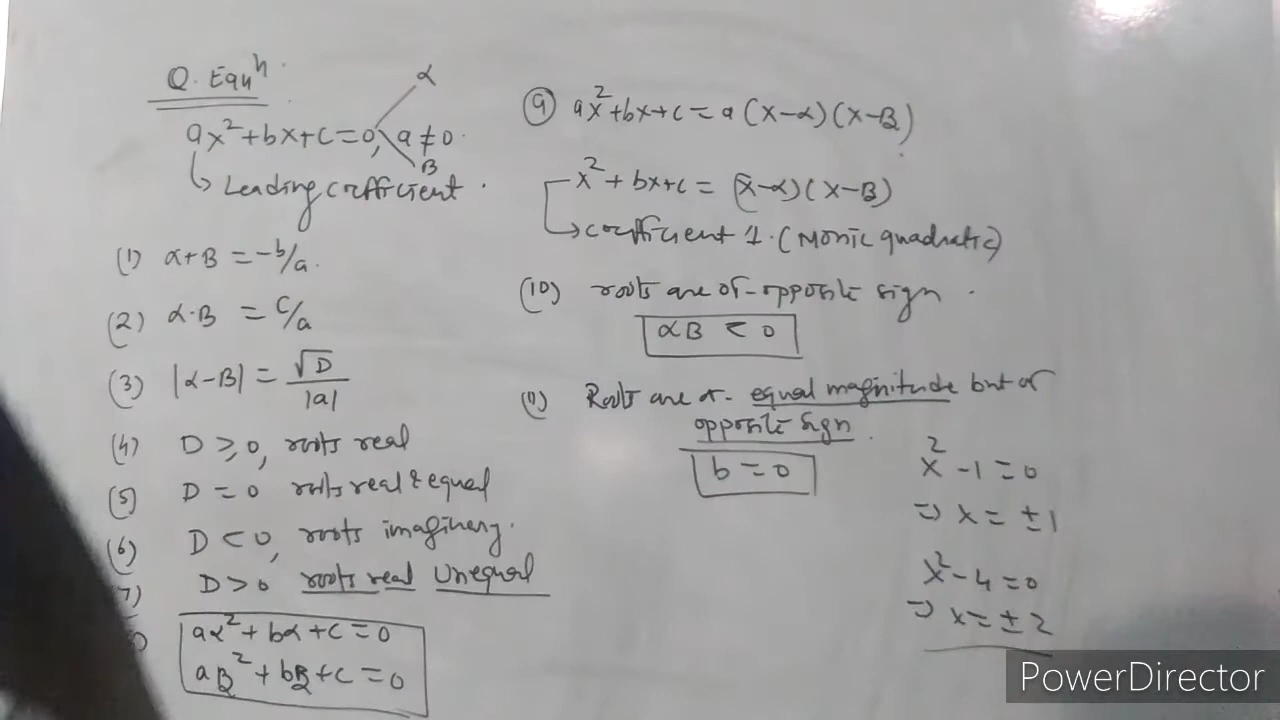 Q. Equⁿ
ax² + bx + c = 0, a ≠ 0.
α
β
↳ Leading coefficient.
(1) α+β = -b/a.
(2) α.β = c/a
(3) |α-β| = √D/|a|
(4) D ≥ 0, roots real
(5) D = 0 roots real & equal
(6) D < 0, roots imaginery.
7) D > 0 roots real Unequal
aα² + bα + c = 0
aβ² + bβ + c = 0
(9) ax² + bx + c = a(x-α)(x-β)
x² + bx + c = (x-α)(x-β)
↳ coefficient 1. (Monic quadratic)
(10) roots are of opposite sign.
αβ < 0
Roots are of equal magnitude but of
opposite sign.
b = 0
x² - 1 = 0
⇒ x = ±1
x² - 4 = 0
⇒ x = ±2
PowerDirector